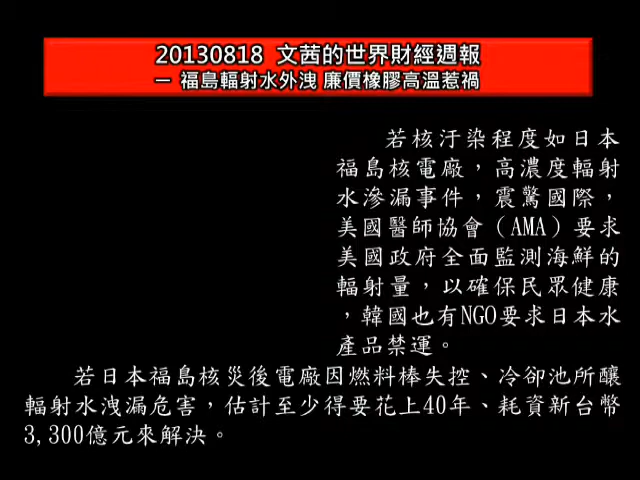 20130818 文茜的世界財經週報
－ 福島輻射水外洩 廉價橡膠高溫惹禍
若核汙染程度如日本
福島核電廠，高濃度輻射
水滲漏事件，震驚國際，
美國醫師協會（AMA）要求
美國政府全面監測海鮮的
輻射量，以確保民眾健康
，韓國也有NGO要求日本水
產品禁運。
若日本福島核災後電廠因燃料棒失控、冷卻池所釀
輻射水洩漏危害，估計至少得要花上40年、耗資新台幣
3,300億元來解決。